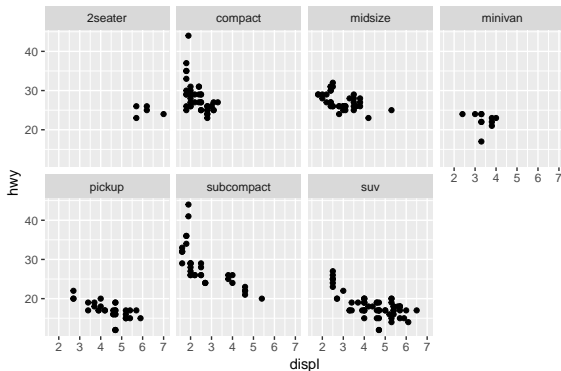 2seater compact midsize minivan
40
30
20
2 3 4 5 6 7
hwy
pickup subcompact suv
40
30
20
2 3 4 5 6 7 2 3 4 5 6 7 2 3 4 5 6 7
displ